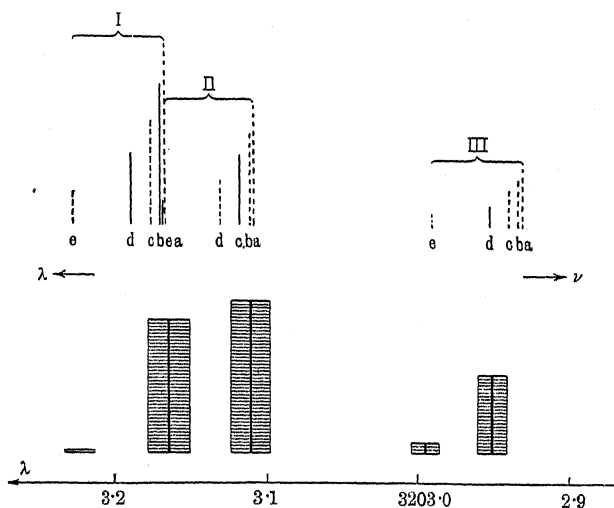 I
II
III
e d c b e a d c, b a e d c b a
λ ν
λ
3·2 3·1 3203·0 2·9